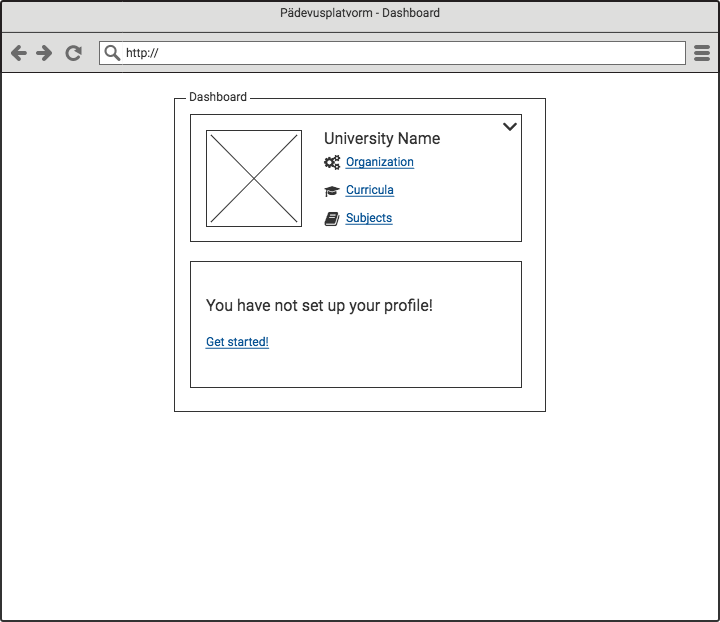 Pädevusplatvorm - Dashboard
http://
Dashboard
University Name
Organization
Curricula
Subjects
You have not set up your profile!
Get started!